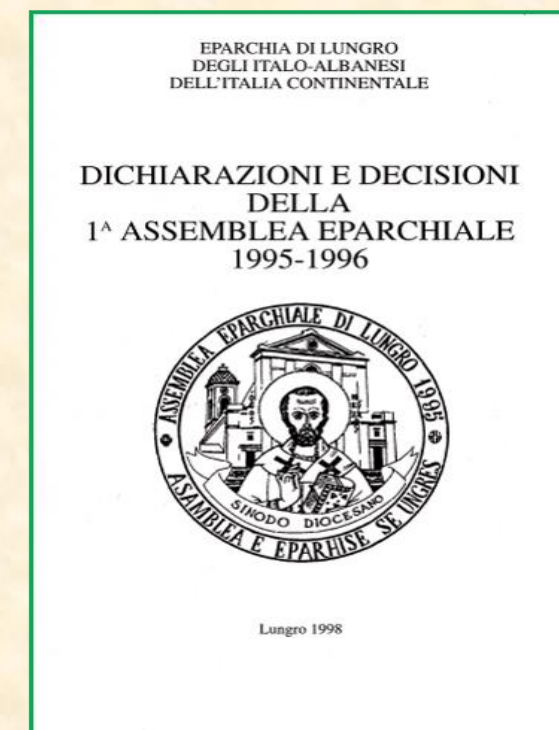 EPARCHIA DI LUNGRO
DEGLI ITALO-ALBANESI
DELL'ITALIA CONTINENTALE
DICHIARAZIONI E DECISIONI
DELLA
1ᴬ ASSEMBLEA EPARCHIALE
1995-1996
ASSEMBLEA EPARCHIALE DI LUNGRO 1995
SINODO DIOCESANO
ASAMBLEA E EPARHISE SE UNGRES
Lungro 1998